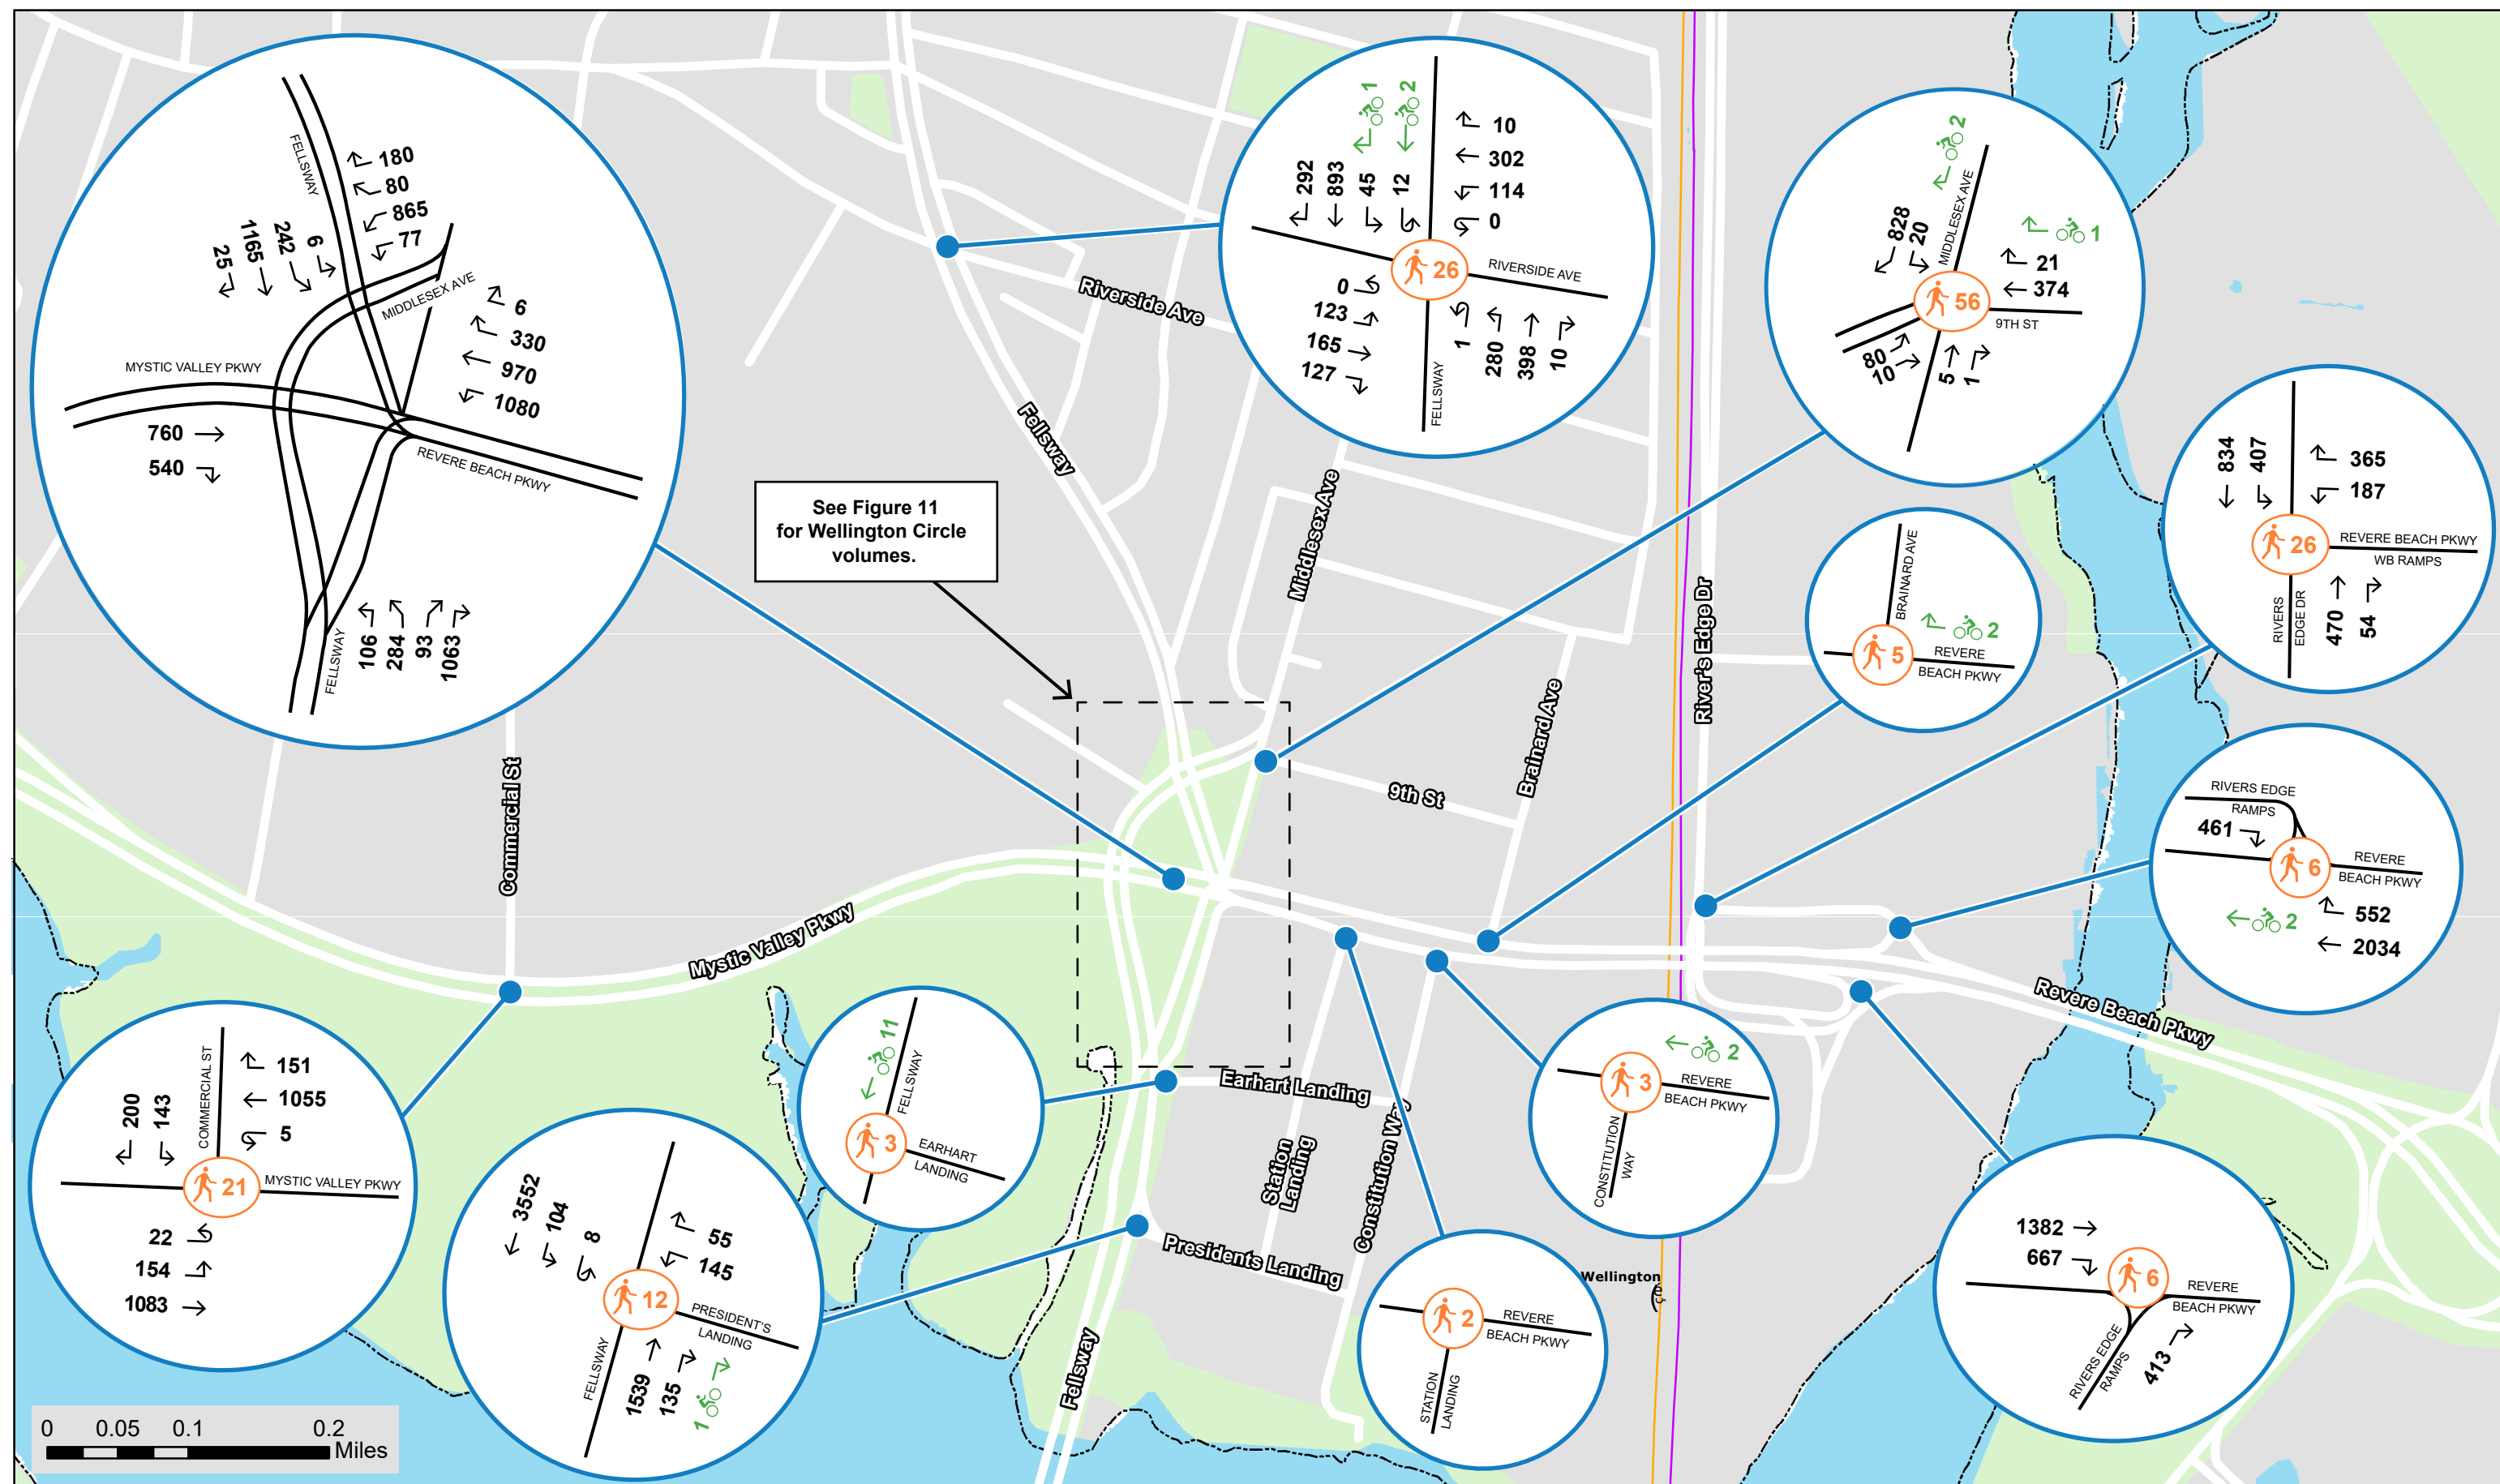 FELLSWAY
180
80
865
77
25
1165
242
6
MIDDLESEX AVE
6
330
970
1080
MYSTIC VALLEY PKWY
760
540
REVERE BEACH PKWY
106
284
93
1063
FELLSWAY
1
2
292
893
45
12
10
302
114
0
26
RIVERSIDE AVE
0
123
165
127
1
280
398
10
FELLSWAY
2
MIDDLESEX AVE
828
20
1
21
374
56
9TH ST
80
10
5
1
834
407
365
187
26
REVERE BEACH PKWY
WB RAMPS
RIVERS
EDGE DR
470
54
BRAINARD AVE
2
5
REVERE
BEACH PKWY
RIVERS EDGE
RAMPS
461
6
REVERE
BEACH PKWY
2
552
2034
See Figure 11
for Wellington Circle
volumes.
Riverside Ave
Fellsway
Middlesex Ave
River's Edge Dr
Brainard Ave
9th St
Commercial St
Mystic Valley Pkwy
Revere Beach Pkwy
Earhart Landing
Station
Landing
Constitution Way
Presidents Landing
Fellsway
Wellington
COMMERCIAL ST
200
143
151
1055
5
21
MYSTIC VALLEY PKWY
22
154
1083
11
FELLSWAY
3
EARHART
LANDING
3552
104
8
55
145
12
PRESIDENT'S
LANDING
FELLSWAY
1539
135
1
2
3
REVERE
BEACH PKWY
CONSTITUTION
WAY
2
REVERE
BEACH PKWY
STATION
LANDING
1382
667
6
REVERE
BEACH PKWY
RIVERS EDGE
RAMPS
413
0
0.05
0.1
0.2
Miles